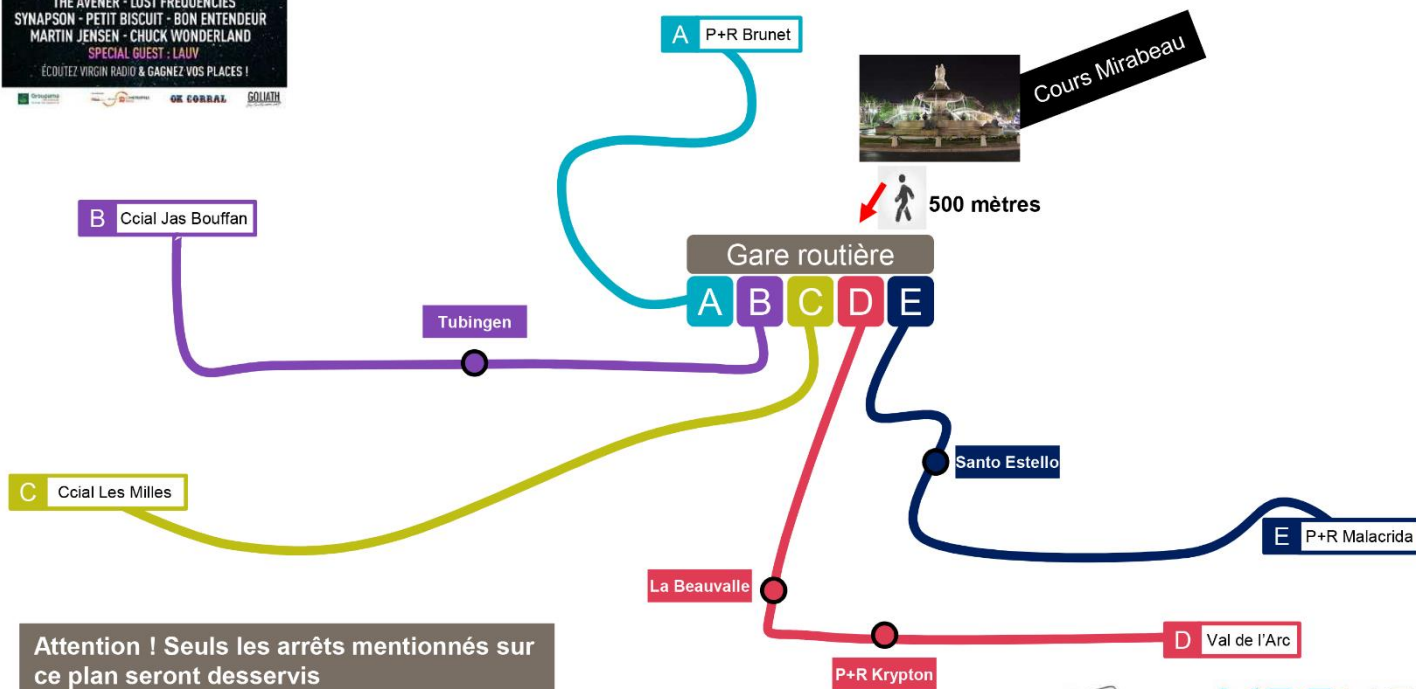 THE AVENER - LOST FREQUENCIES
SYNAPSON - PETIT BISCUIT - BON ENTENDEUR
MARTIN JENSEN - CHUCK WONDERLAND
SPECIAL GUEST : LAUV
ÉCOUTEZ VIRGIN RADIO & GAGNEZ VOS PLACES !
Groupama
OK CORRAL
GOLIATH
A P+R Brunet
Cours Mirabeau
500 mètres
B Ccial Jas Bouffan
Gare routière
A B C D E
Tubingen
Santo Estello
C Ccial Les Milles
E P+R Malacrida
La Beauvalle
D Val de l'Arc
P+R Krypton
Attention ! Seuls les arrêts mentionnés sur
ce plan seront desservis